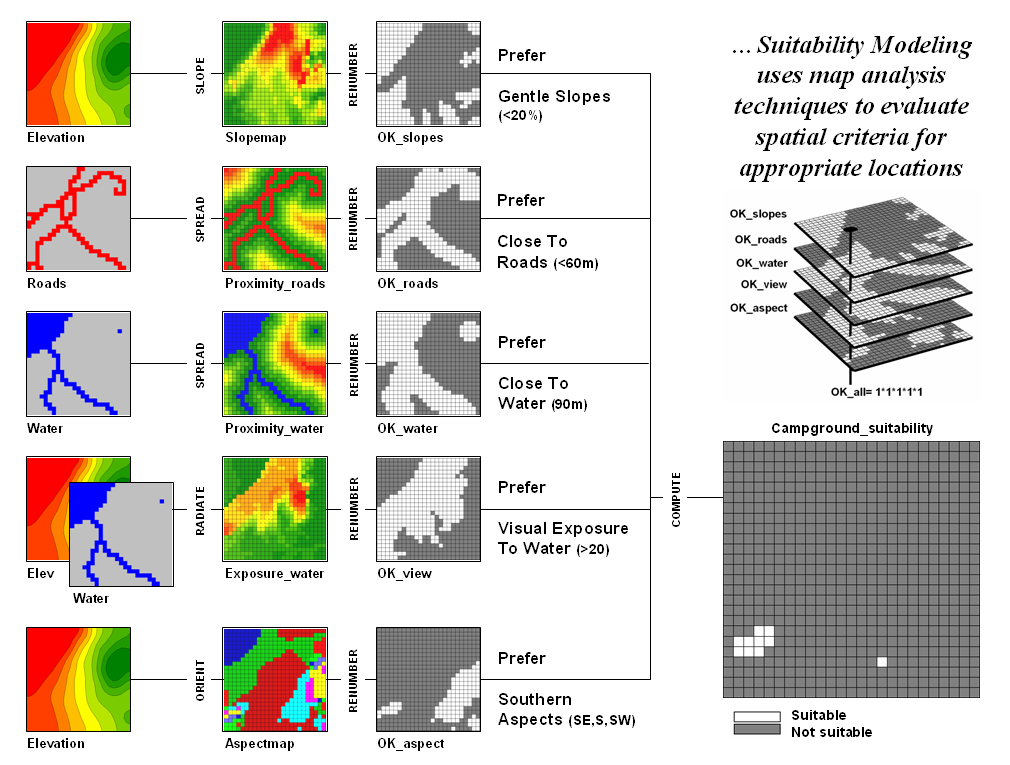 ... Suitability Modeling
uses map analysis
techniques to evaluate
spatial criteria for
appropriate locations
Elevation
SLOPE
Slopemap
RENUMBER
OK_slopes
Prefer
Gentle Slopes
(<20%)
Roads
SPREAD
Proximity_roads
RENUMBER
OK_roads
Prefer
Close To
Roads (<60m)
Water
SPREAD
Proximity_water
RENUMBER
OK_water
Prefer
Close To
Water (90m)
Elev
Water
RADIATE
Exposure_water
RENUMBER
OK_view
Prefer
Visual Exposure
To Water (>20)
Elevation
ORIENT
Aspectmap
RENUMBER
OK_aspect
Prefer
Southern
Aspects (SE,S,SW)
COMPUTE
OK_slopes
OK_roads
OK_water
OK_view
OK_aspect
OK_all= 1*1*1*1*1
Campground_suitability
Suitable
Not suitable